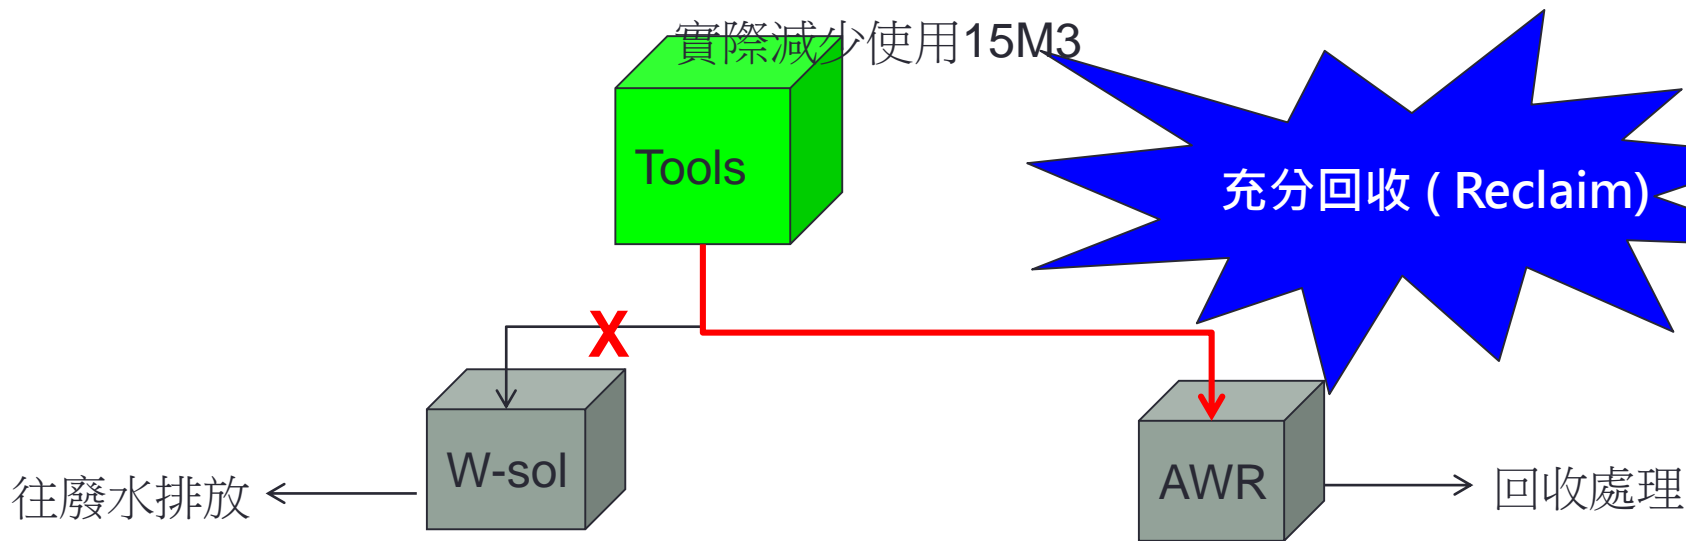 實際減少使用15M3
Tools
充分回收 ( Reclaim)
X
W-sol
AWR
往廢水排放
回收處理